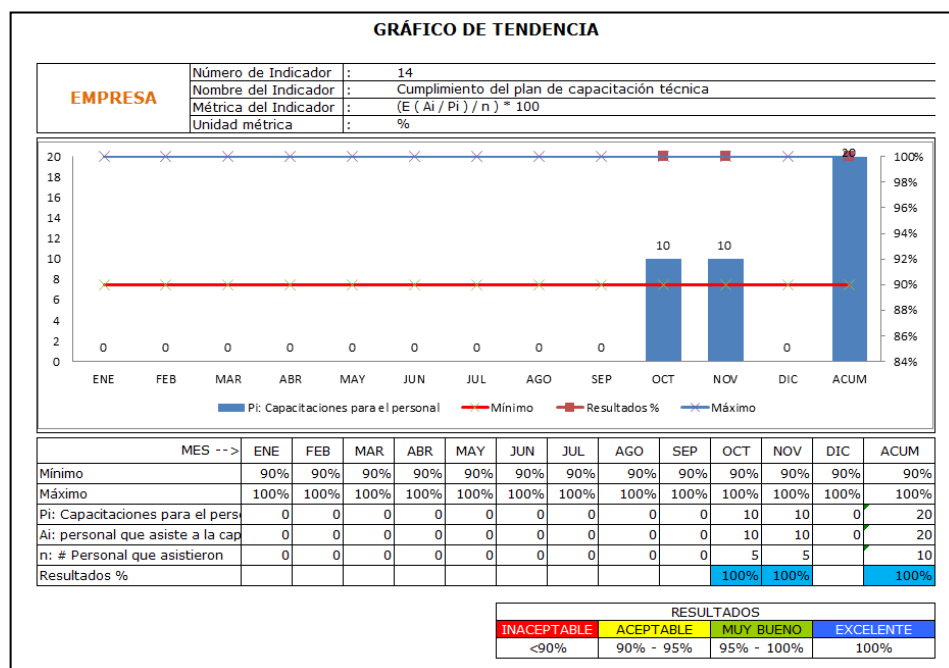 GRÁFICO DE TENDENCIA
EMPRESA
Número de Indicador : 14
Nombre del Indicador : Cumplimiento del plan de capacitación técnica
Métrica del Indicador : (E ( Ai / Pi ) / n ) * 100
Unidad métrica : %
20 100%
18 98%
16 96%
14 94%
12 92%
10 90%
8 88%
6 86%
4 84%
2
0
0 0 0 0 0 0 0 0 0 10 10 0 20
ENE FEB MAR ABR MAY JUN JUL AGO SEP OCT NOV DIC ACUM
Pi: Capacitaciones para el personal Mínimo Resultados % Máximo
MES --> ENE FEB MAR ABR MAY JUN JUL AGO SEP OCT NOV DIC ACUM
Mínimo 90% 90% 90% 90% 90% 90% 90% 90% 90% 90% 90% 90% 90%
Máximo 100% 100% 100% 100% 100% 100% 100% 100% 100% 100% 100% 100% 100%
Pi: Capacitaciones para el perso 0 0 0 0 0 0 0 0 0 10 10 0 20
Ai: personal que asiste a la cap 0 0 0 0 0 0 0 0 0 10 10 0 20
n: # Personal que asistieron 0 0 0 0 0 0 0 0 0 5 5 10
Resultados % 100% 100% 100%
RESULTADOS
INACEPTABLE ACEPTABLE MUY BUENO EXCELENTE
<90% 90% - 95% 95% - 100% 100%